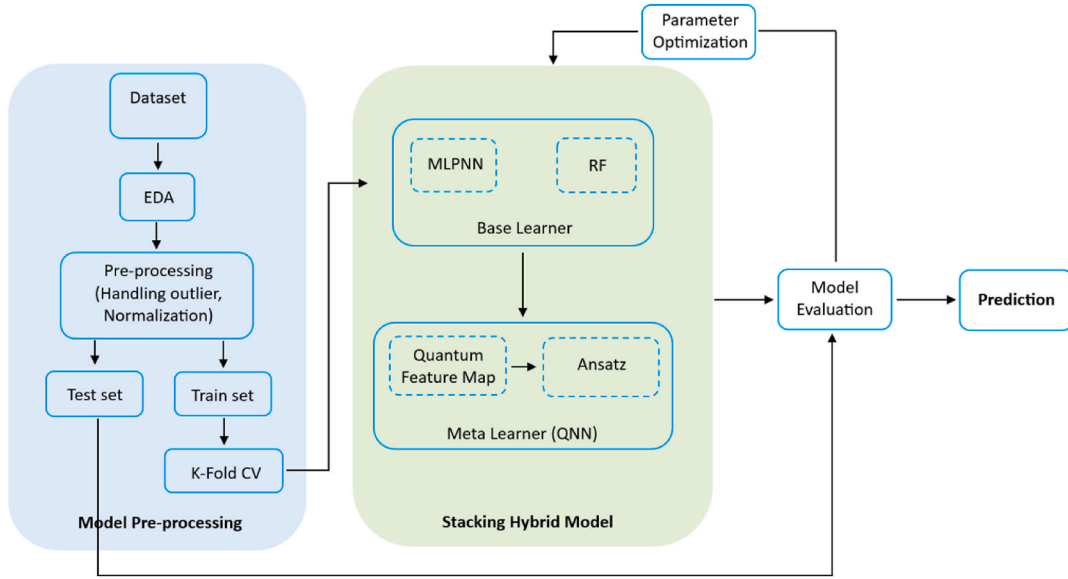 Parameter
Optimization
Dataset
EDA
Pre-processing
(Handling outlier,
Normalization)
Test set
Train set
K-Fold CV
Model Pre-processing
MLPNN
RF
Base Learner
Quantum
Feature Map
Ansatz
Meta Learner (QNN)
Stacking Hybrid Model
Model
Evaluation
Prediction